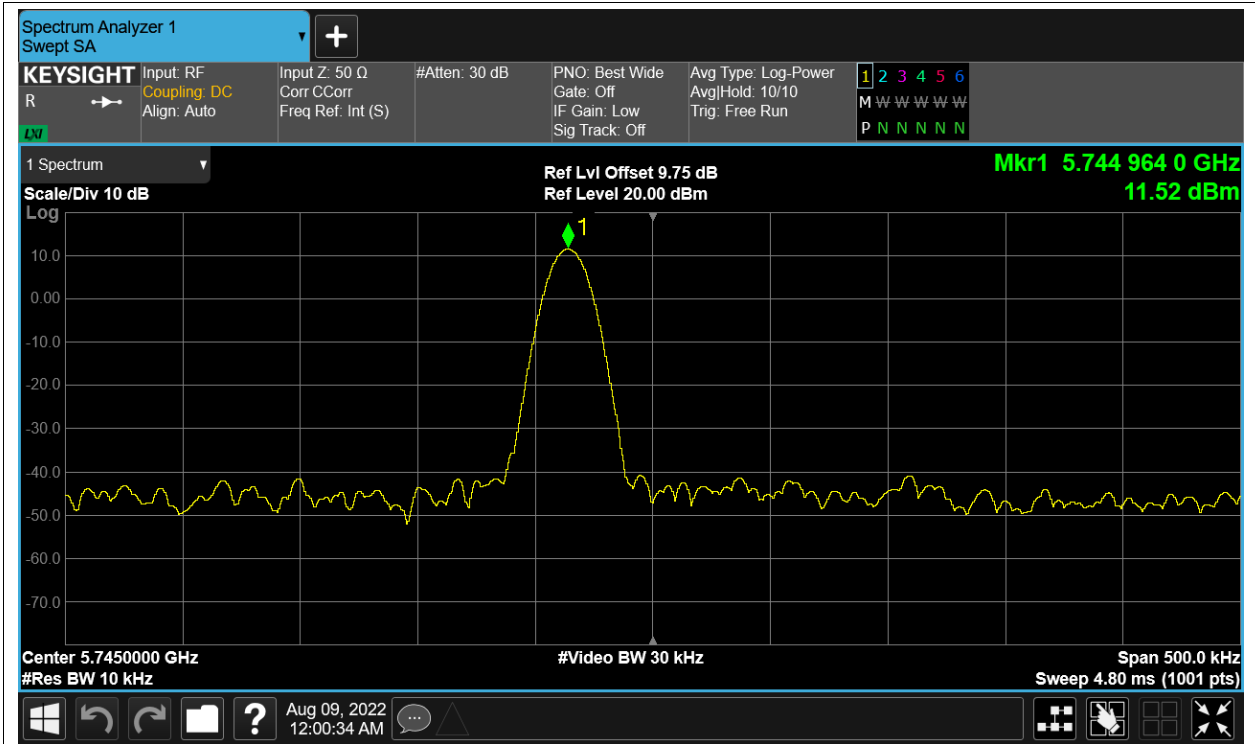 Spectrum Analyzer 1
Swept SA
KEYSIGHT
R
LXI
Input: RF
Coupling: DC
Align: Auto
Input Z: 50 Ω
Corr CCorr
Freq Ref: Int (S)
#Atten: 30 dB
PNO: Best Wide
Gate: Off
IF Gain: Low
Sig Track: Off
Avg Type: Log-Power
Avg|Hold: 10/10
Trig: Free Run
1 2 3 4 5 6
M W W W W W
P N N N N N
1 Spectrum
Scale/Div 10 dB
Ref Lvl Offset 9.75 dB
Ref Level 20.00 dBm
Mkr1 5.744 964 0 GHz
11.52 dBm
Log
1
10.0
0.00
-10.0
-20.0
-30.0
-40.0
-50.0
-60.0
-70.0
Center 5.7450000 GHz
#Video BW 30 kHz
Span 500.0 kHz
#Res BW 10 kHz
Sweep 4.80 ms (1001 pts)
?
Aug 09, 2022
12:00:34 AM